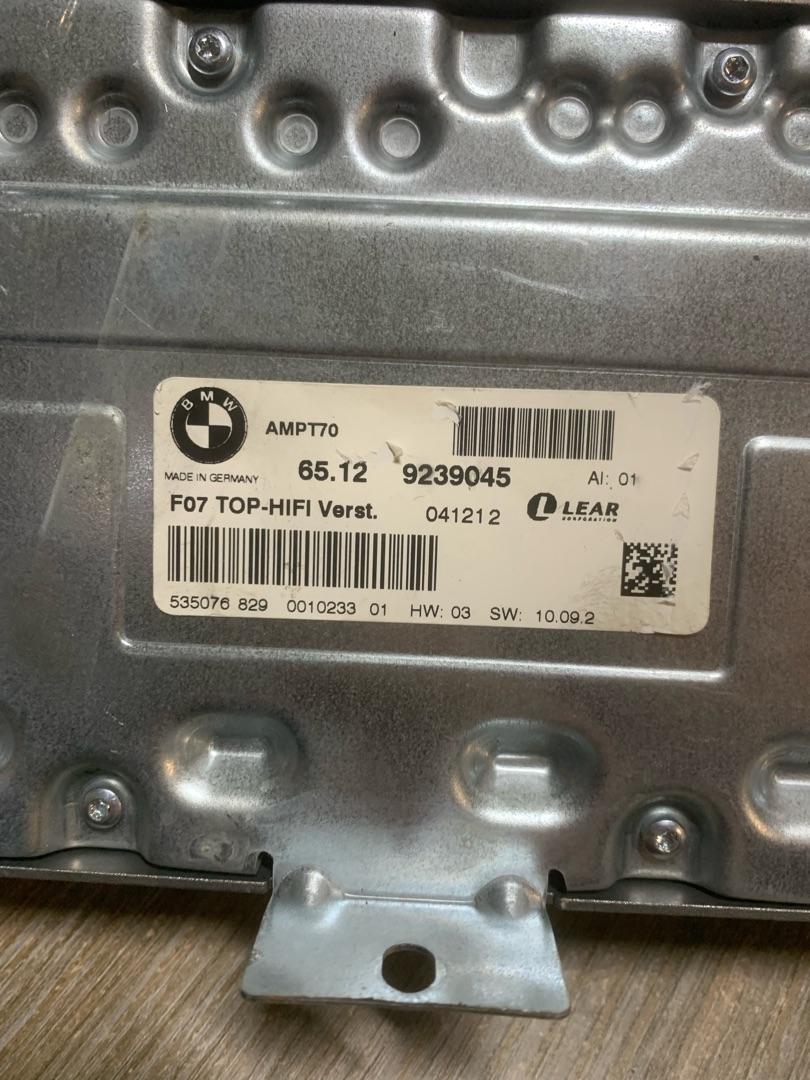 BMW
AMPT70
MADE IN GERMANY 65.12 9239045 AI: 01
F07 TOP-HIFI Verst. 041212 LEAR
CORPORATION
535076 829 0010233 01 HW: 03 SW: 10.09.2